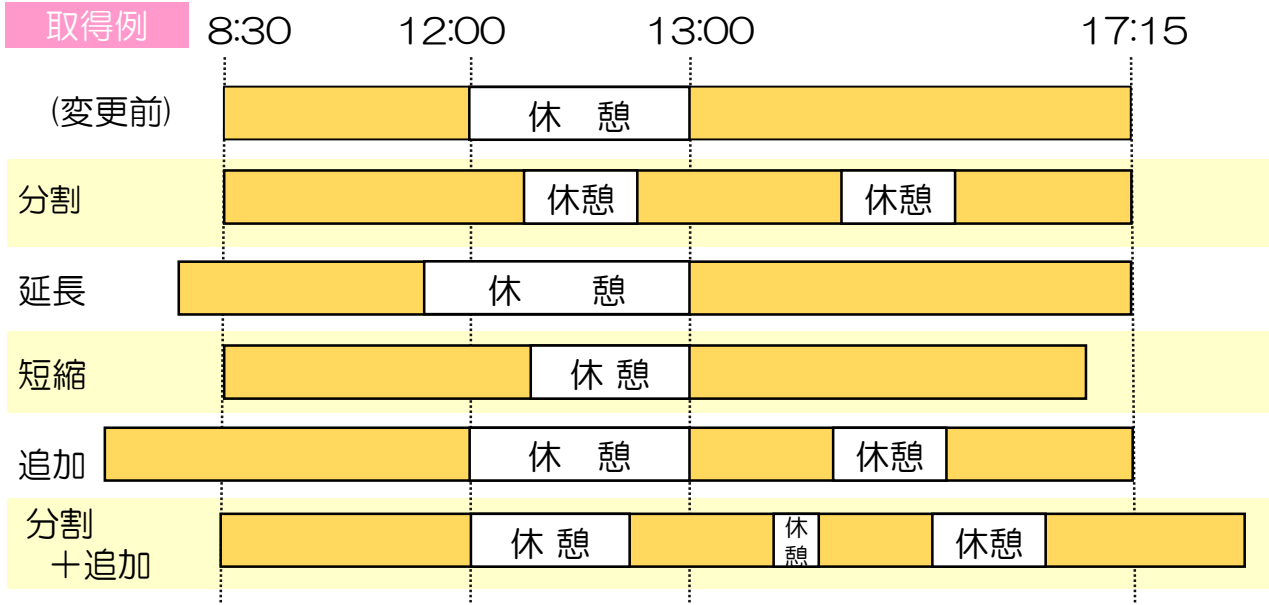 取得例 8:30 12:00 13:00 17:15
(変更前) 休 憩
分割 休憩 休憩
延長 休 憩
短縮 休 憩
追加 休 憩 休憩
分割
＋追加 休 憩 休憩 休憩